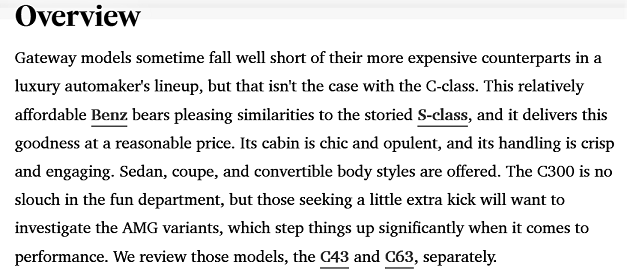 Overview
Gateway models sometime fall well short of their more expensive counterparts in a
luxury automaker's lineup, but that isn't the case with the C-class. This relatively
affordable Benz bears pleasing similarities to the storied S-class, and it delivers this
goodness at a reasonable price. Its cabin is chic and opulent, and its handling is crisp
and engaging. Sedan, coupe, and convertible body styles are offered. The C300 is no
slouch in the fun department, but those seeking a little extra kick will want to
investigate the AMG variants, which step things up significantly when it comes to
performance. We review those models, the C43 and C63, separately.